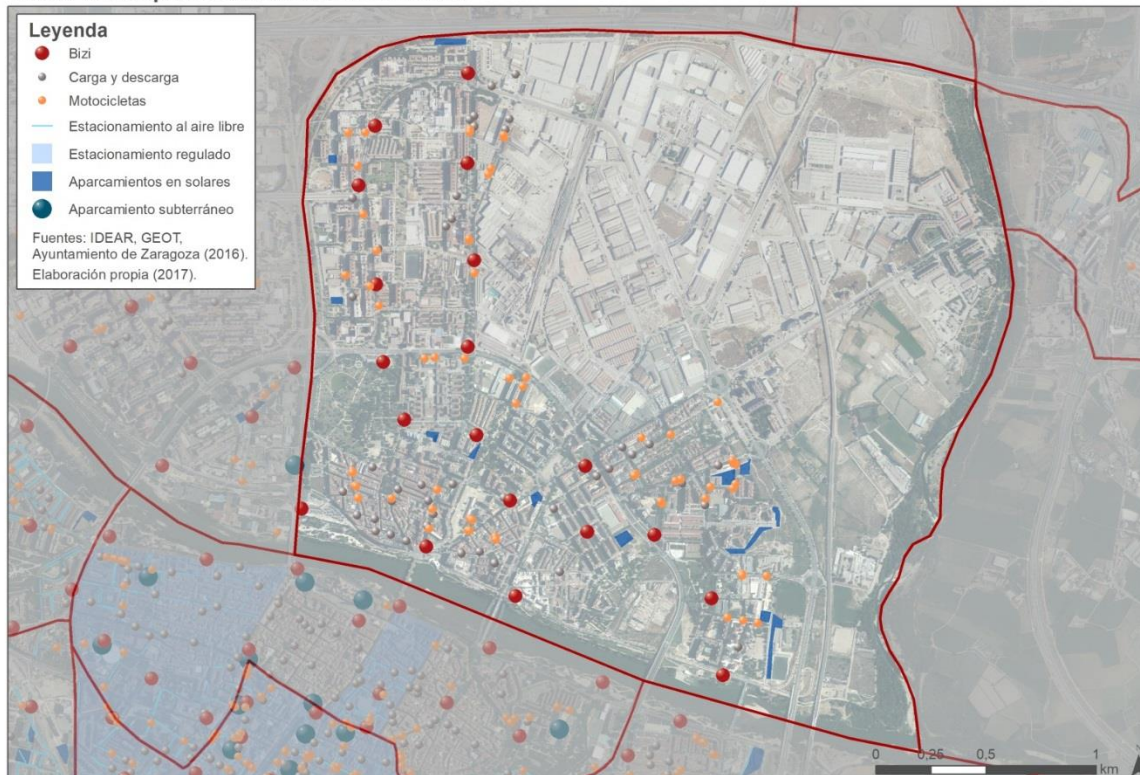 Leyenda
Bizi
Carga y descarga
Motocicletas
Estacionamiento al aire libre
Estacionamiento regulado
Aparcamientos en solares
Aparcamiento subterráneo
Fuentes: IDEAR, GEOT,
Ayuntamiento de Zaragoza (2016).
Elaboración propia (2017).
0 0,25 0,5 1
km